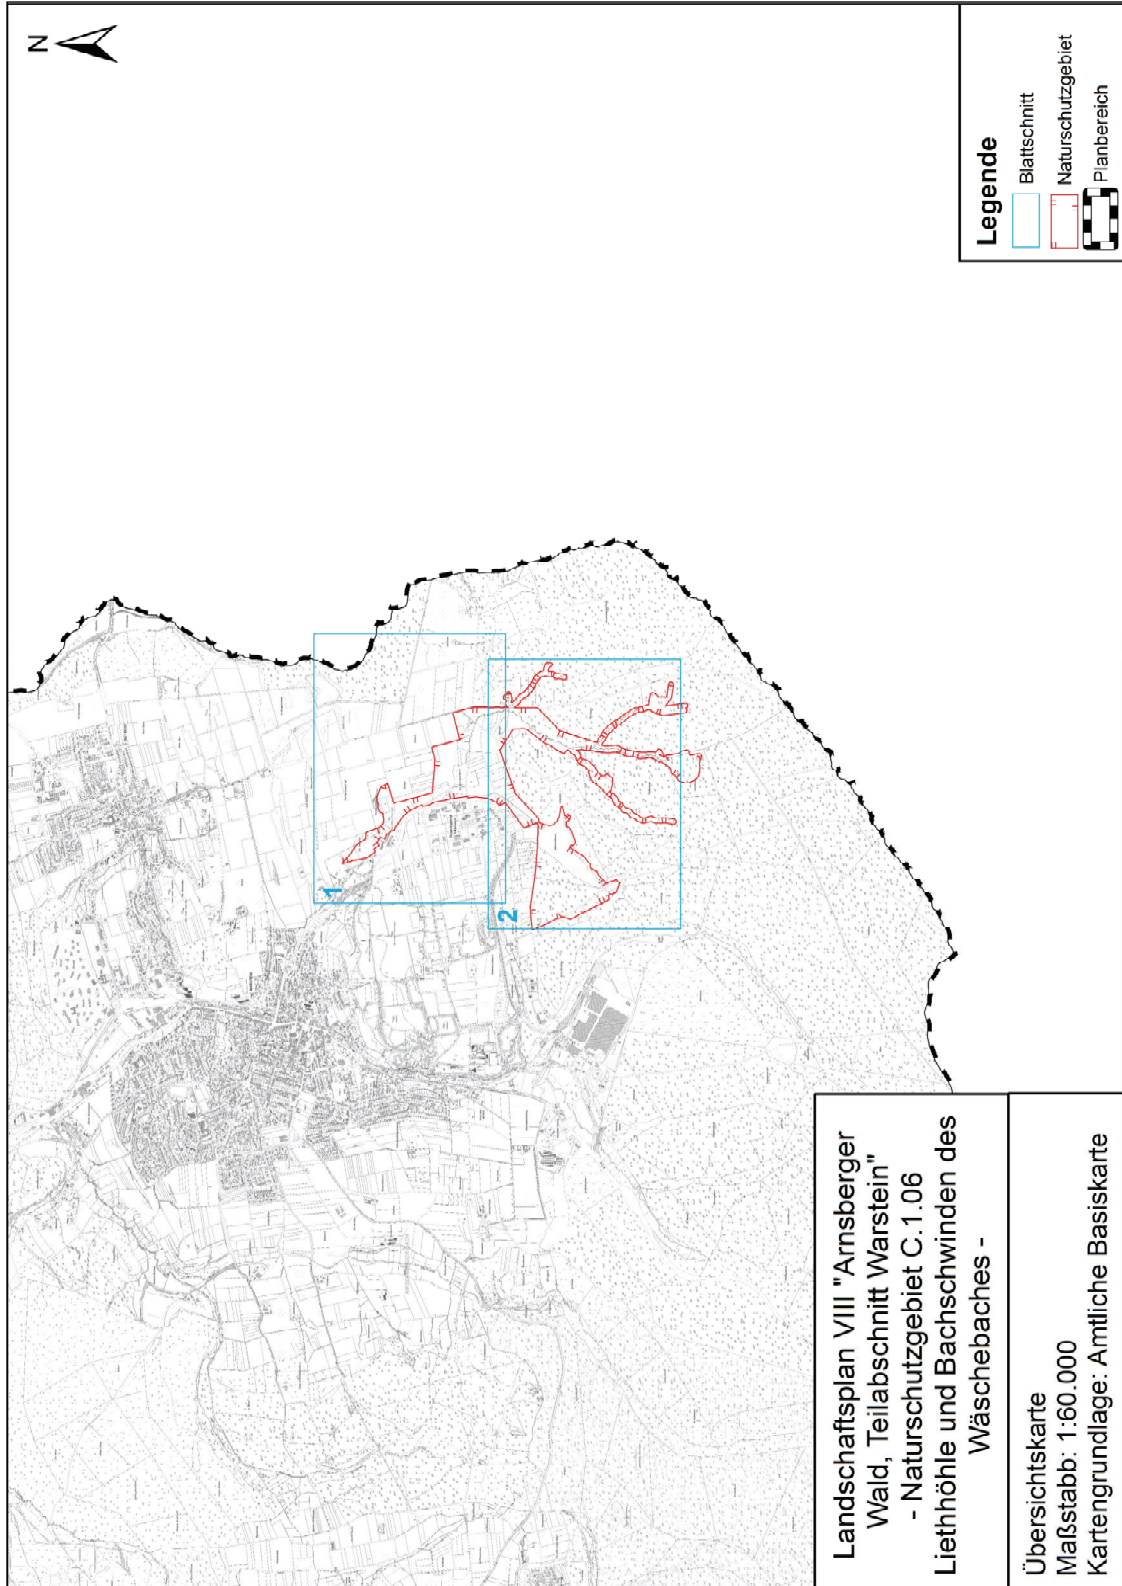 N
1
2
Legende
Blattschnitt
Naturschutzgebiet
Planbereich
Landschaftsplan VIII "Arnsberger
Wald, Teilabschnitt Warstein"
- Naturschutzgebiet C.1.06
Liethhöhle und Bachschwinden des
Wäschebaches -
Übersichtskarte
Maßstabb: 1:60.000
Kartengrundlage: Amtliche Basiskarte